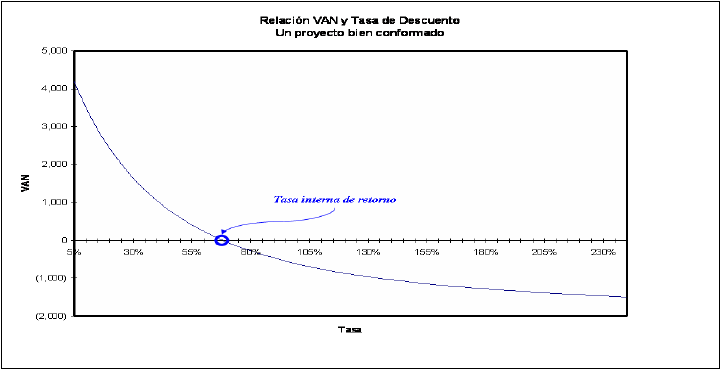 Relación VAN y Tasa de Descuento
Un proyecto bien conformado
5,000
4,000
3,000
2,000
1,000
0
(1,000)
(2,000)
VAN
Tasa interna de retorno
5% 30% 55% 80% 105% 130% 155% 180% 205% 230%
Tasa